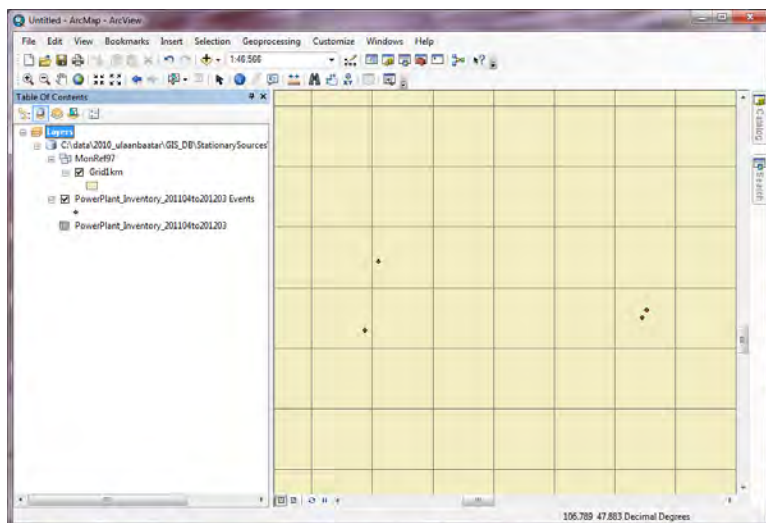 Untitled - ArcMap - ArcView
File Edit View Bookmarks Insert Selection Geoprocessing Customize Windows Help
1:46,566
Table Of Contents
Layers
C:\data\2010_ulaanbaatar\GIS_DB\StationarySources
MonRef97
Grid1km
PowerPlant_Inventory_201104to201203 Events
PowerPlant_Inventory_201104to201203
Catalog
Search
106.789 47.883 Decimal Degrees